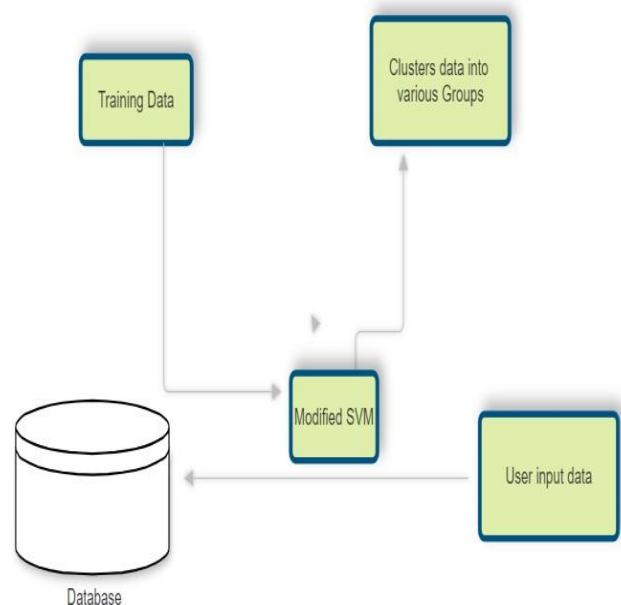 Training Data
Clusters data into
various Groups
Modified SVM
User input data
Database